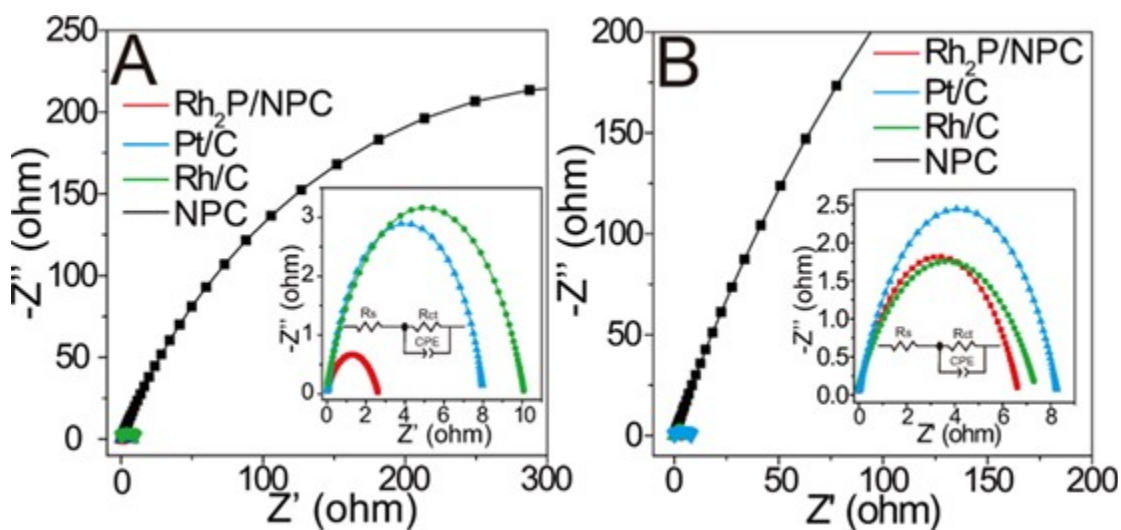 A
Rh2P/NPC
Pt/C
Rh/C
NPC
-Z'' (ohm)
250
200
150
100
50
0
0
100
200
300
Z' (ohm)
3
2
1
0
-Z'' (ohm)
Rs
Rct
CPE
0
2
4
6
8
10
Z' (ohm)
B
Rh2P/NPC
Pt/C
Rh/C
NPC
-Z'' (ohm)
200
150
100
50
0
0
50
100
150
200
Z' (ohm)
2.5
2.0
1.5
1.0
0.5
0.0
-Z'' (ohm)
Rs
Rct
CPE
0
2
4
6
8
Z' (ohm)